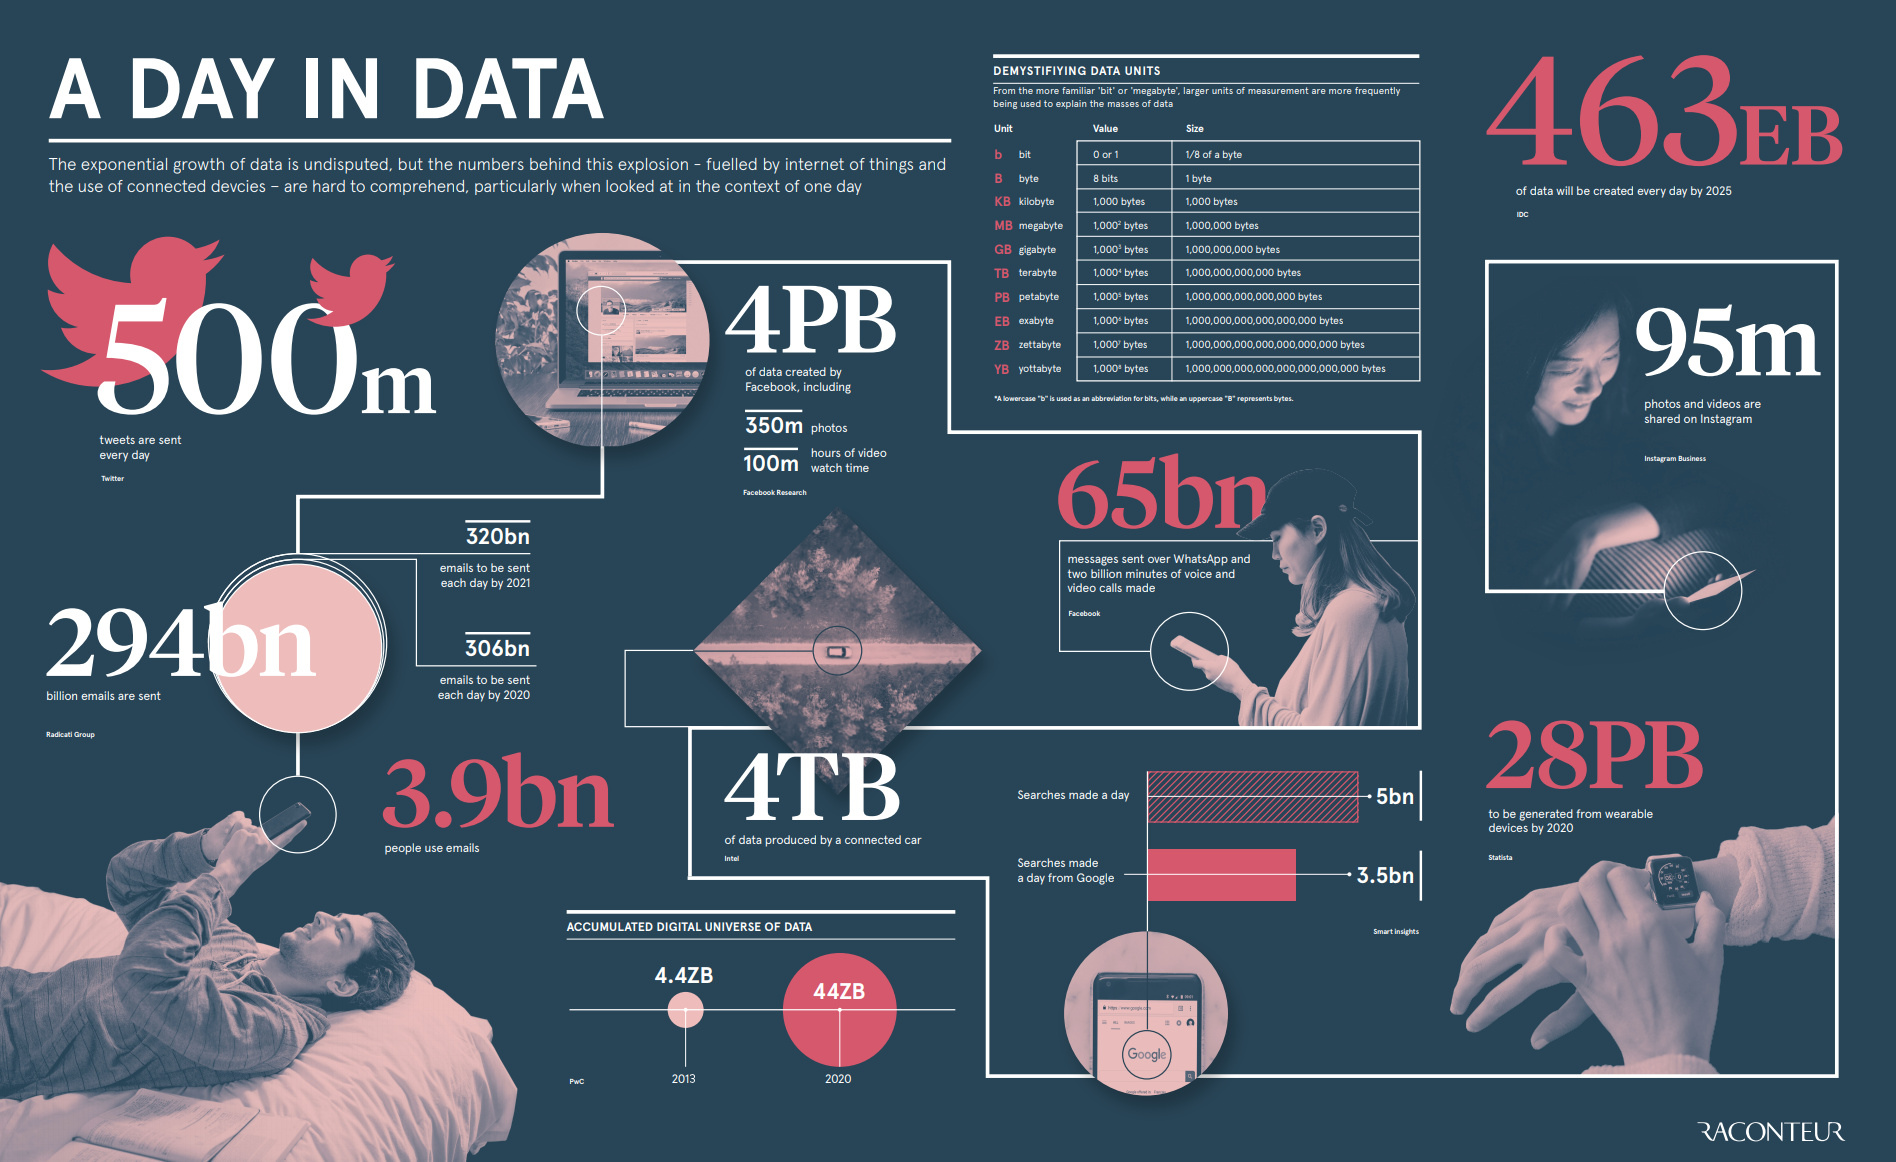 A DAY IN DATA
The exponential growth of data is undisputed, but the numbers behind this explosion - fuelled by internet of things and
the use of connected devcies – are hard to comprehend, particularly when looked at in the context of one day
DEMYSTIFIYING DATA UNITS
From the more familiar 'bit' or 'megabyte', larger units of measurement are more frequently
being used to explain the masses of data
Unit Value Size
b bit 0 or 1 1/8 of a byte
B byte 8 bits 1 byte
KB kilobyte 1,000 bytes 1,000 bytes
MB megabyte 1,000² bytes 1,000,000 bytes
GB gigabyte 1,000³ bytes 1,000,000,000 bytes
TB terabyte 1,000⁴ bytes 1,000,000,000,000 bytes
PB petabyte 1,000⁵ bytes 1,000,000,000,000,000 bytes
EB exabyte 1,000⁶ bytes 1,000,000,000,000,000,000 bytes
ZB zettabyte 1,000⁷ bytes 1,000,000,000,000,000,000,000 bytes
YB yottabyte 1,000⁸ bytes 1,000,000,000,000,000,000,000,000 bytes
*A lowercase "b" is used as an abbreviation for bits, while an uppercase "B" represents bytes.
463EB
of data will be created every day by 2025
IDC
500m
tweets are sent
every day
Twitter
4PB
of data created by
Facebook, including
350m photos
100m hours of video
watch time
Facebook Research
95m
photos and videos are
shared on Instagram
Instagram Business
320bn
emails to be sent
each day by 2021
294bn
billion emails are sent
Radicati Group
306bn
emails to be sent
each day by 2020
65bn
messages sent over WhatsApp and
two billion minutes of voice and
video calls made
Facebook
3.9bn
people use emails
4TB
of data produced by a connected car
Intel
Searches made a day 5bn
Searches made
a day from Google 3.5bn
Smart Insights
Google
28PB
to be generated from wearable
devices by 2020
Statista
ACCUMULATED DIGITAL UNIVERSE OF DATA
4.4ZB 44ZB
2013 2020
PwC
RACONTEUR